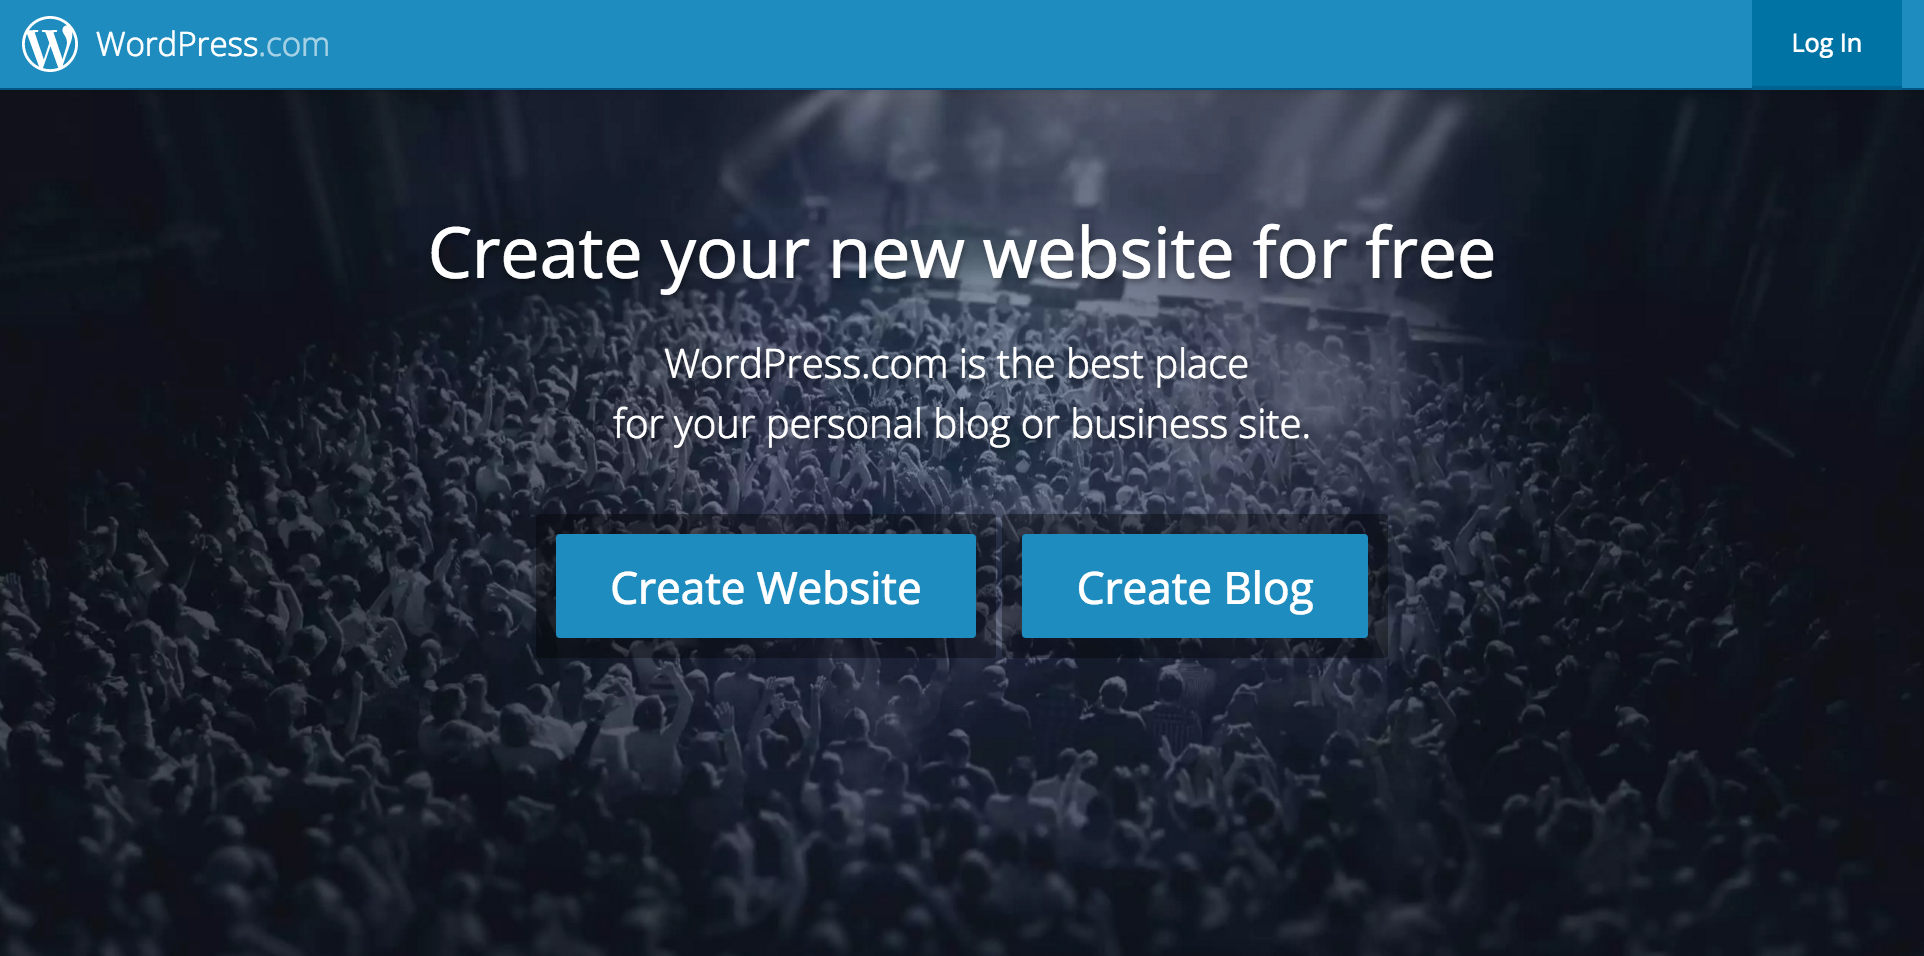 WordPress.com
Log In
Create your new website for free
WordPress.com is the best place
for your personal blog or business site.
Create Website
Create Blog